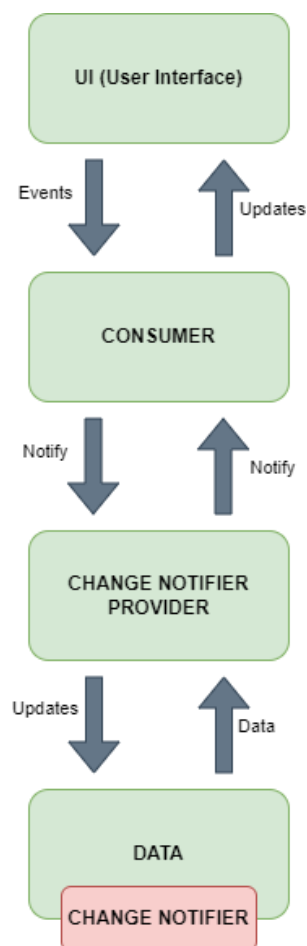 UI (User Interface)
Events
Updates
CONSUMER
Notify
Notify
CHANGE NOTIFIER
PROVIDER
Updates
Data
DATA
CHANGE NOTIFIER